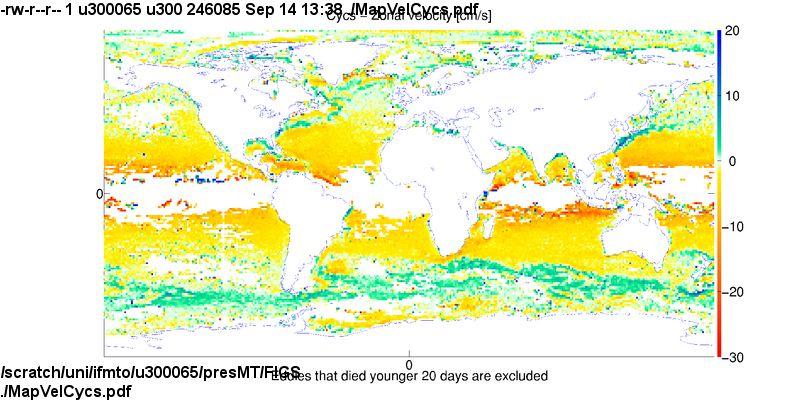 -rw-r--r-- 1 u300065 u300 246085 Sep 14 13:38 ./MapVelCycs.pdf
Cycs – Zonal velocity [cm/s]
20
10
0
−10
−20
−30
0
0
/scratch/uni/ifmto/u300065/presMT/FIGS
Eddies that died younger 20 days are excluded
./MapVelCycs.pdf